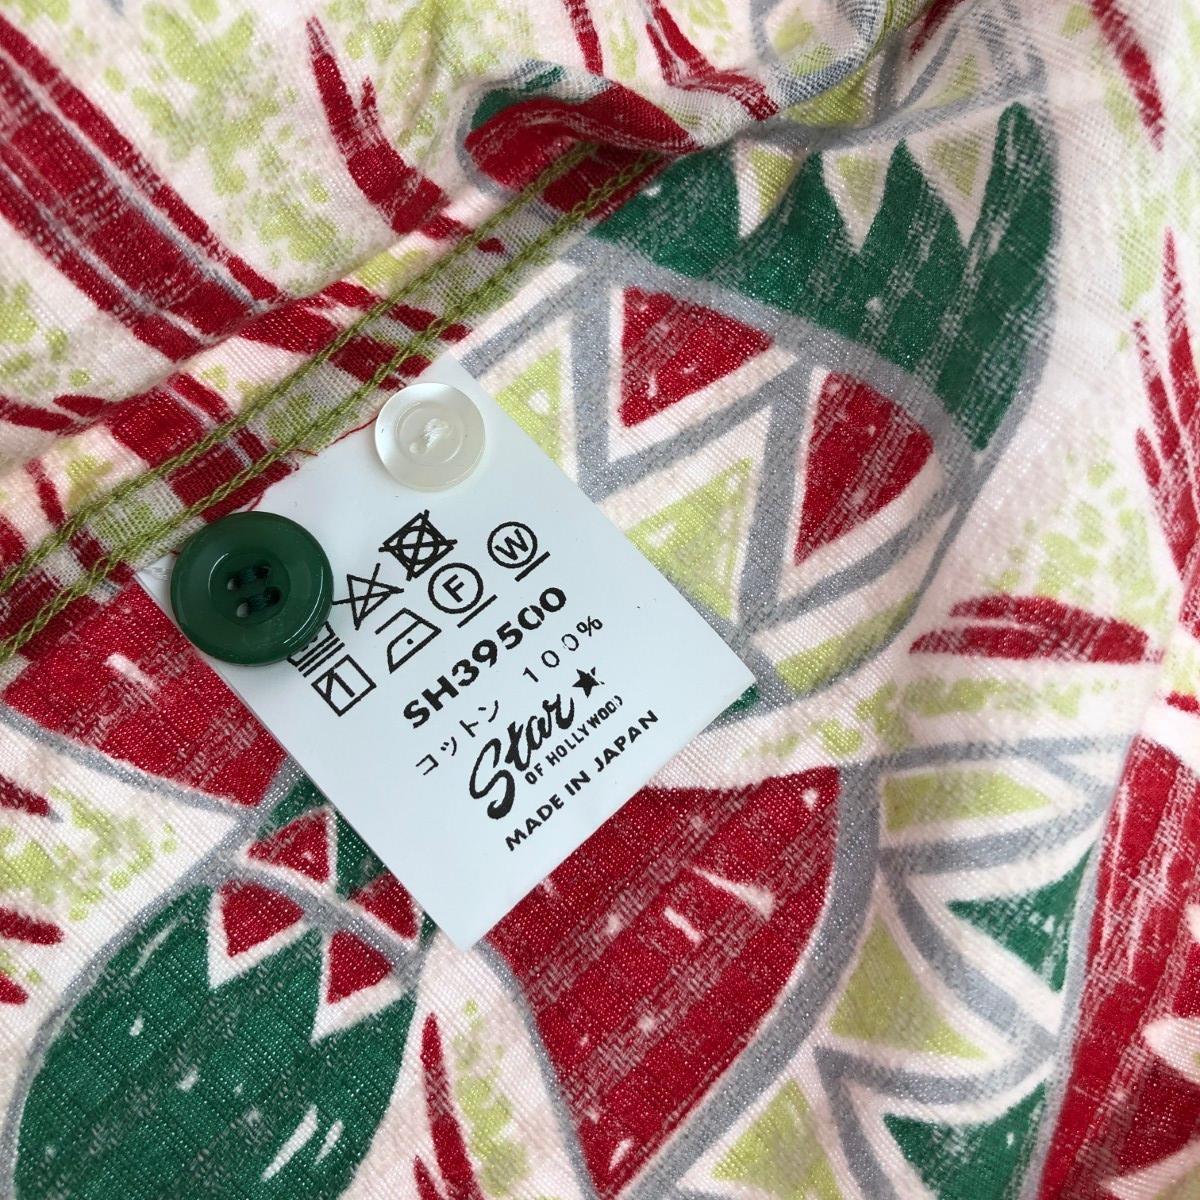 F W
SH39500
コットン 100%
Star
OF HOLLYWOOD
MADE IN JAPAN